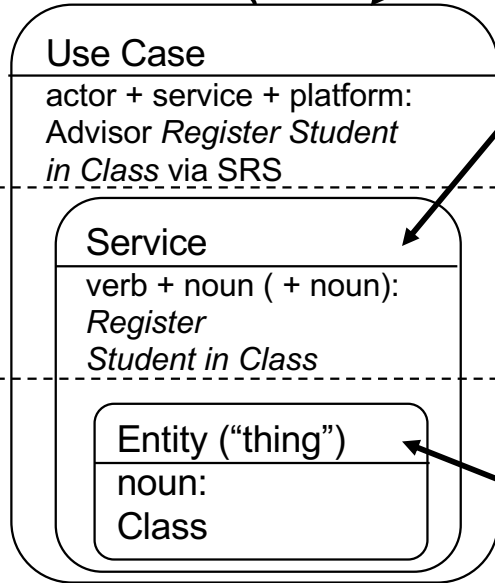 Use Case
actor + service + platform:
Advisor Register Student
in Class via SRS
Service
verb + noun ( + noun):
Register
Student in Class
Entity (“thing”)
noun:
Class